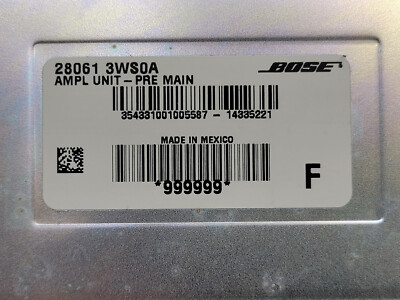 28061 3WS0A BOSE
AMPL UNIT – PRE MAIN
354331001005587 – 14335221
MADE IN MEXICO
*999999*
F